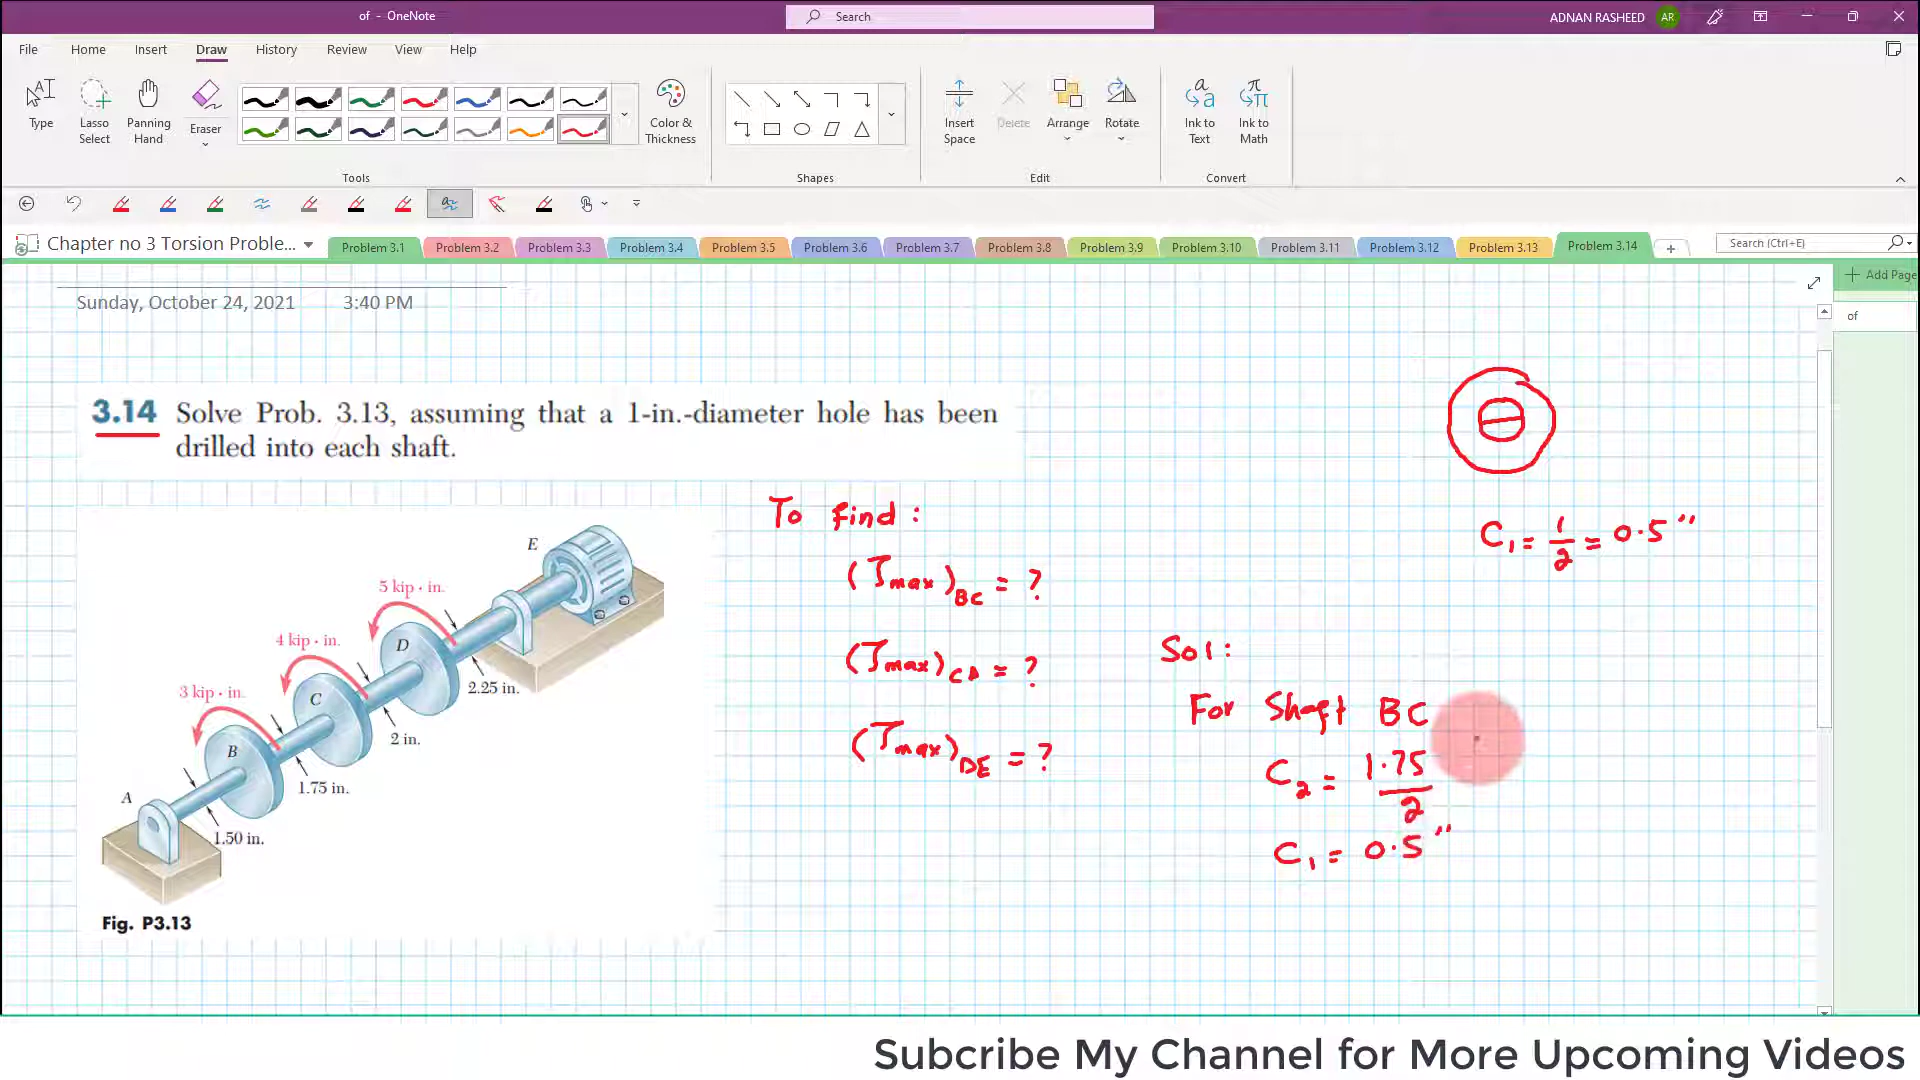 of - OneNote
Search
ADNAN RASHEED
AR
File Home Insert Draw History Review View Help
Type
Lasso Select
Panning Hand
Eraser
Color & Thickness
Insert Space
Delete
Arrange
Rotate
Ink to Text
Ink to Math
Tools
Shapes
Edit
Convert
Chapter no 3 Torsion Proble...
Problem 3.1 Problem 3.2 Problem 3.3 Problem 3.4 Problem 3.5 Problem 3.6 Problem 3.7 Problem 3.8 Problem 3.9 Problem 3.10 Problem 3.11 Problem 3.12 Problem 3.13 Problem 3.14
Search (Ctrl+E)
Add Page
of
Sunday, October 24, 2021 3:40 PM
3.14 Solve Prob. 3.13, assuming that a 1-in.-diameter hole has been
drilled into each shaft.
To find :
(τmax)BC = ?
(τmax)CD = ?
(τmax)DE = ?
C₁ = 1/2 = 0.5"
Sol:
For Shaft BC
C₂ = 1.75/2
C₁ = 0.5"
E
5 kip · in.
D
4 kip · in.
2.25 in.
C
3 kip · in.
2 in.
B
1.75 in.
A
1.50 in.
Fig. P3.13
Subcribe My Channel for More Upcoming Videos